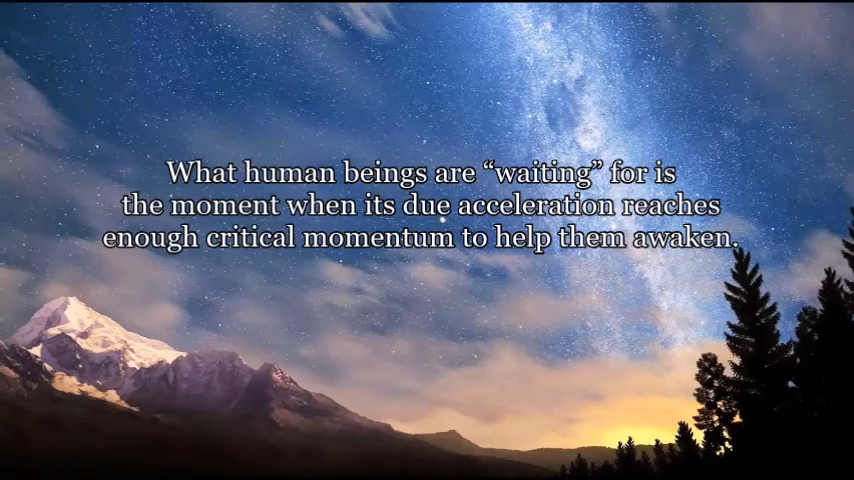 What human beings are “waiting” for is
the moment when its due acceleration reaches
enough critical momentum to help them awaken.